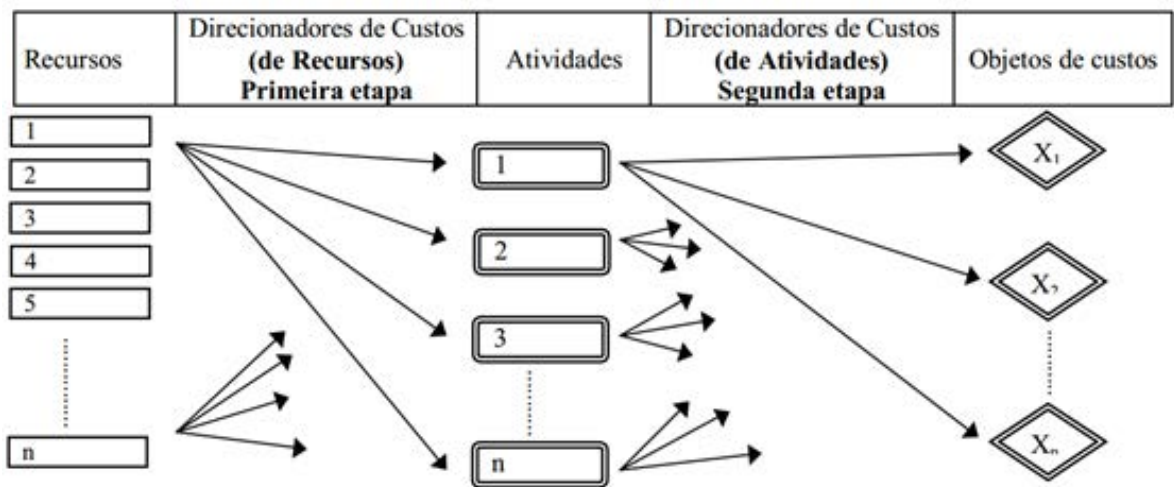 Recursos
Direcionadores de Custos
(de Recursos)
Primeira etapa
Atividades
Direcionadores de Custos
(de Atividades)
Segunda etapa
Objetos de custos
1
2
3
4
5
n
1
2
3
n
X₁
X₂
Xₙ